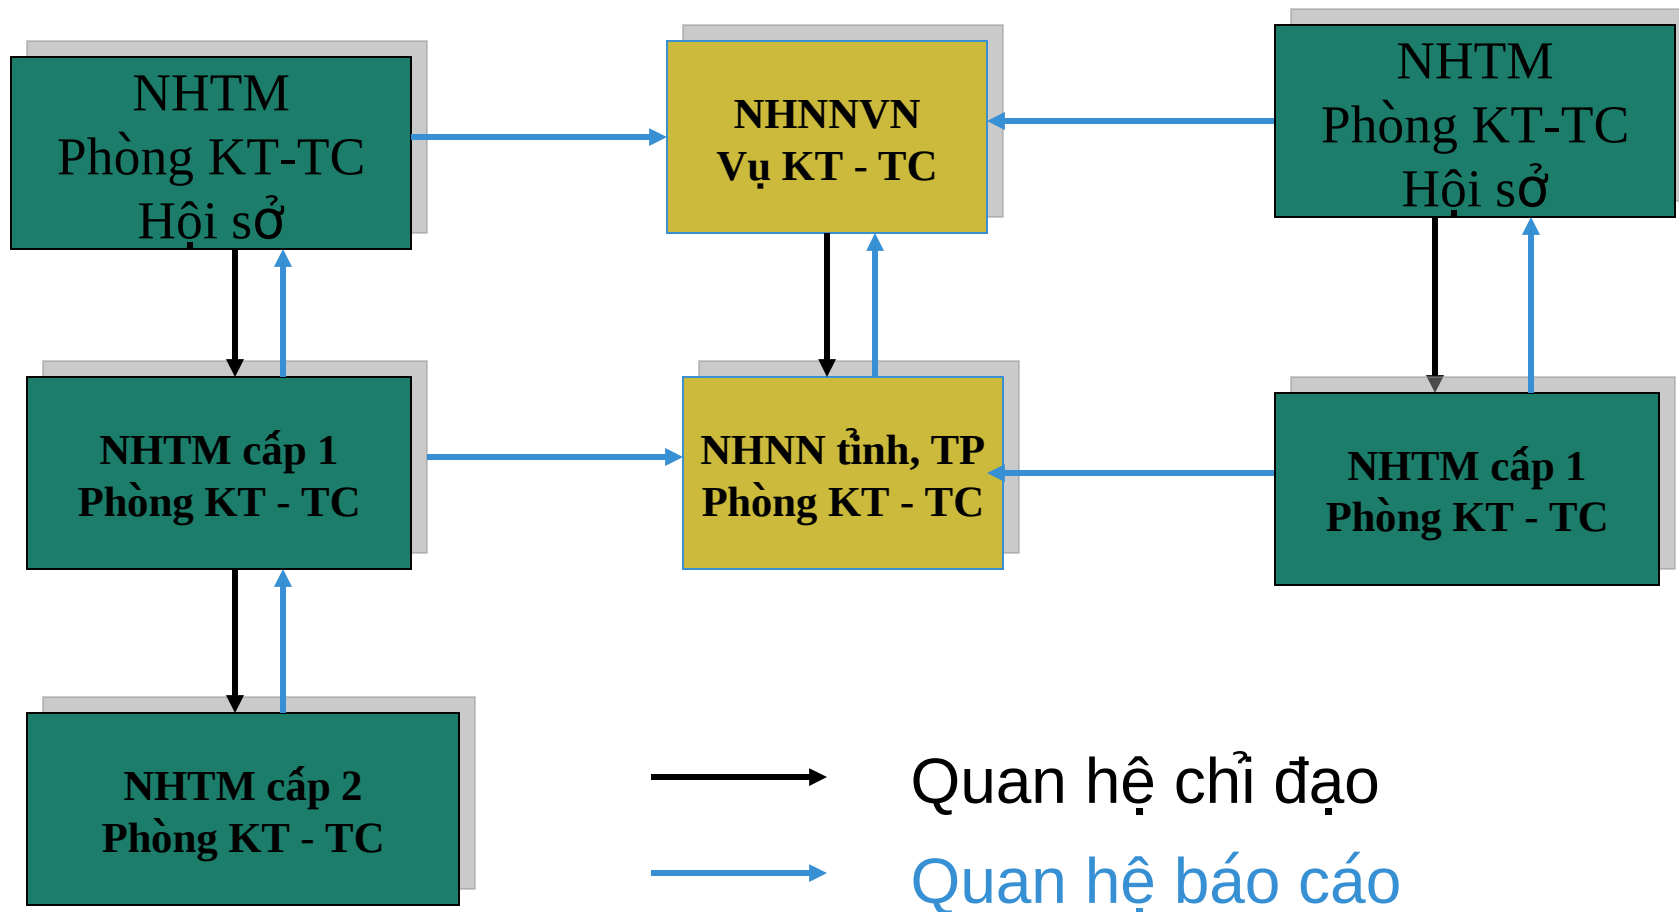 NHTM
Phòng KT-TC
Hội sở
NHNNVN
Vụ KT - TC
NHTM
Phòng KT-TC
Hội sở
NHTM cấp 1
Phòng KT - TC
NHNN tỉnh, TP
Phòng KT - TC
NHTM cấp 1
Phòng KT - TC
NHTM cấp 2
Phòng KT - TC
Quan hệ chỉ đạo
Quan hệ báo cáo